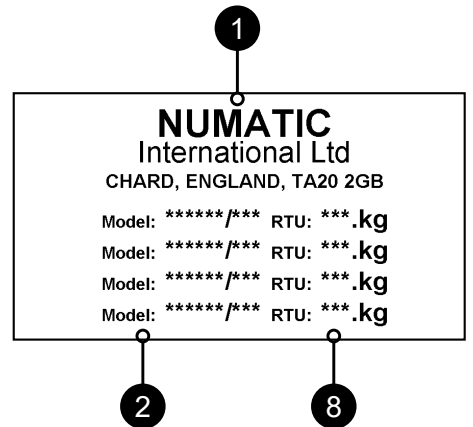 1
NUMATIC
International Ltd
CHARD, ENGLAND, TA20 2GB
Model: ******/*** RTU: ***.kg
Model: ******/*** RTU: ***.kg
Model: ******/*** RTU: ***.kg
Model: ******/*** RTU: ***.kg
2 8